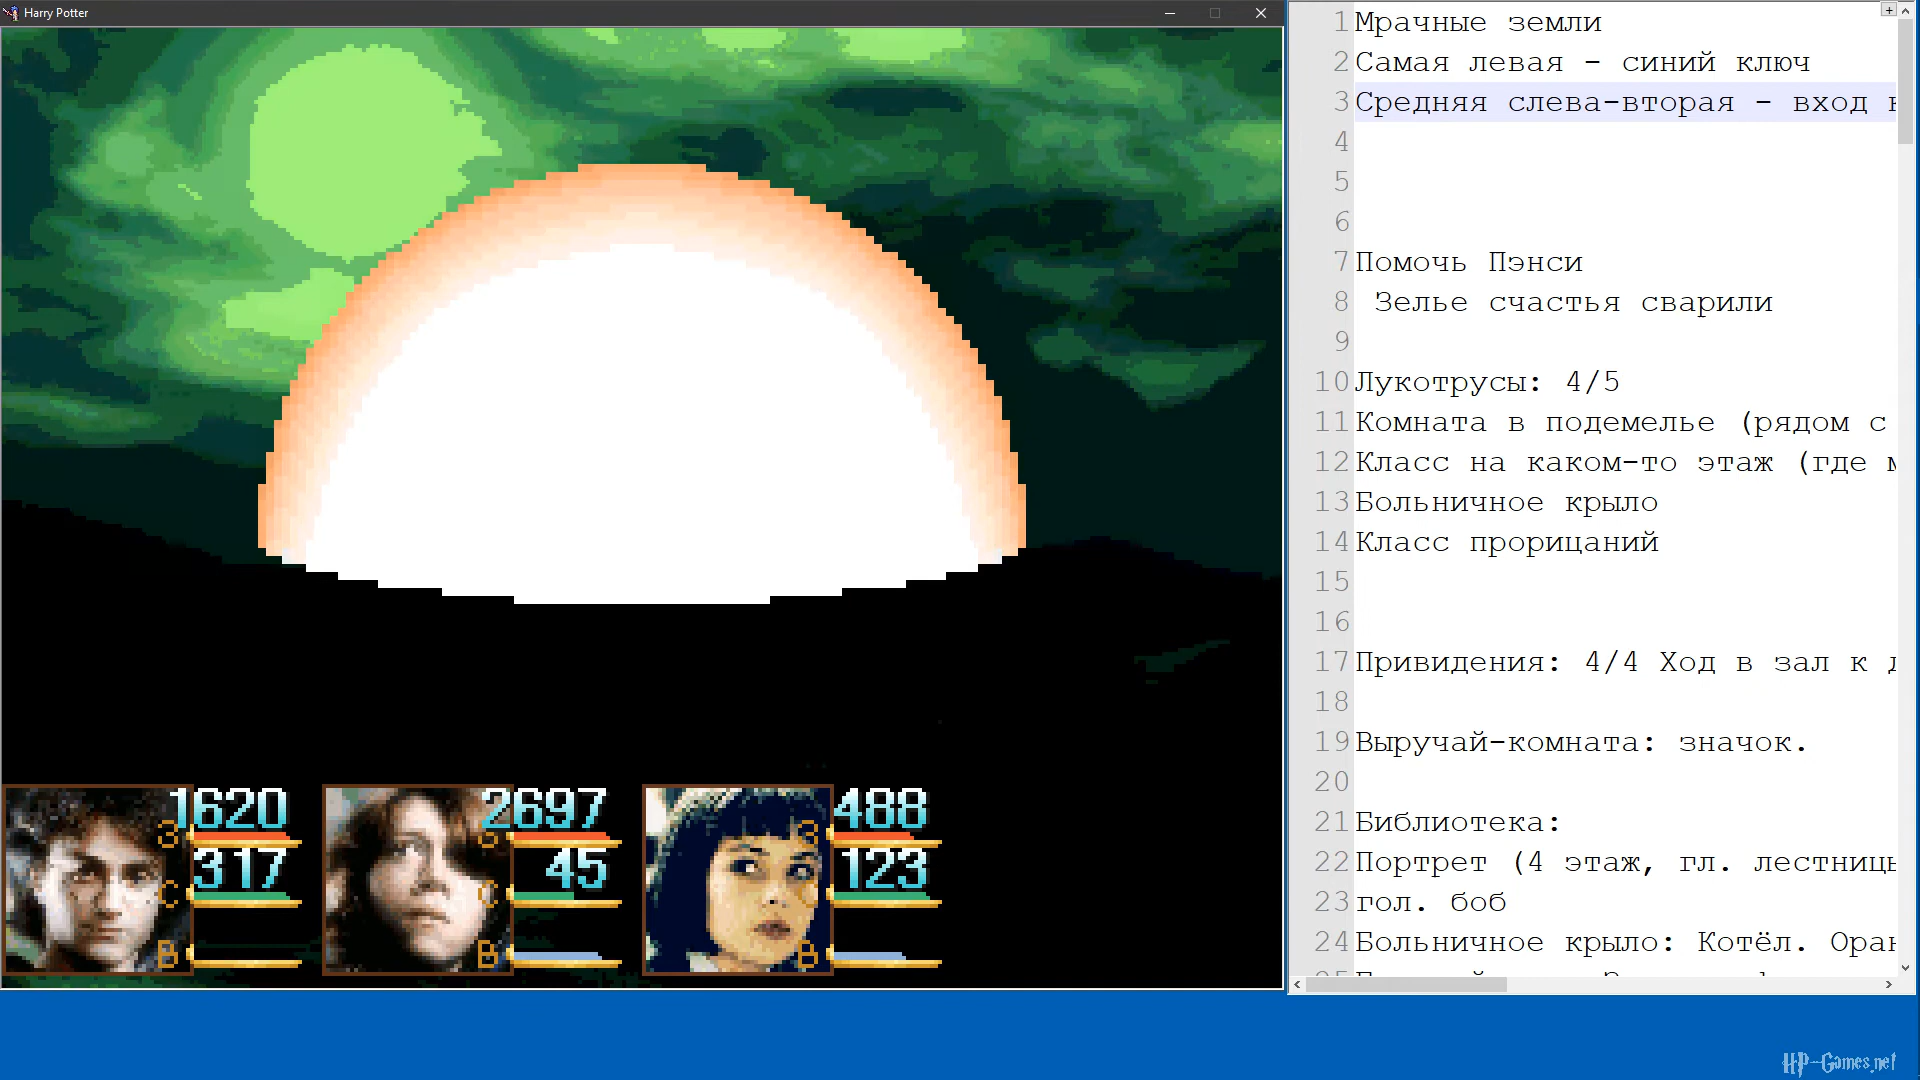 Harry Potter
1620
З
317
С
В
2697
З
45
С
В
488
З
123
С
В
1 Мрачные земли
2 Самая левая - синий ключ
3 Средняя слева-вторая - вход
4
5
6
7 Помочь Пэнси
8 Зелье счастья сварили
9
10 Лукотрусы: 4/5
11 Комната в подемелье (рядом с
12 Класс на каком-то этаж (где
13 Больничное крыло
14 Класс прорицаний
15
16
17 Привидения: 4/4 Ход в зал к
18
19 Выручай-комната: значок.
20
21 Библиотека:
22 Портрет (4 этаж, гл. лестницы
23 гол. боб
24 Больничное крыло: Котёл.
HP-Games.net